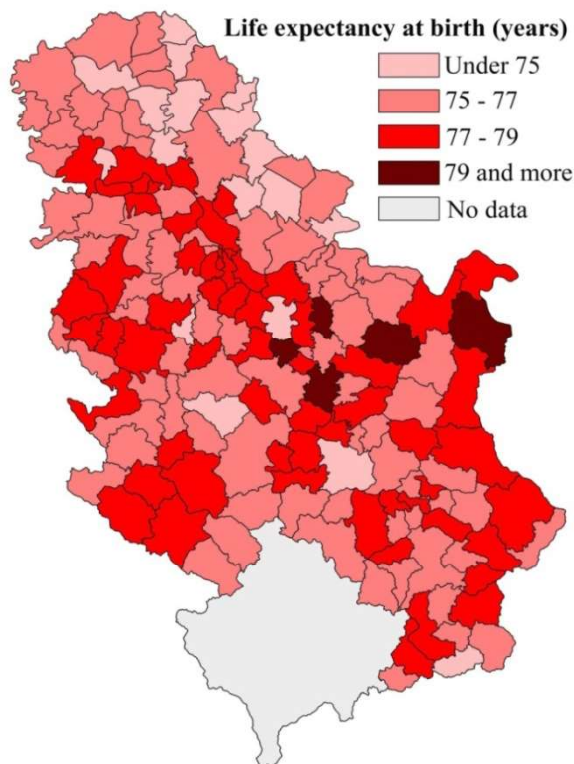 Life expectancy at birth (years)
Under 75
75 - 77
77 - 79
79 and more
No data